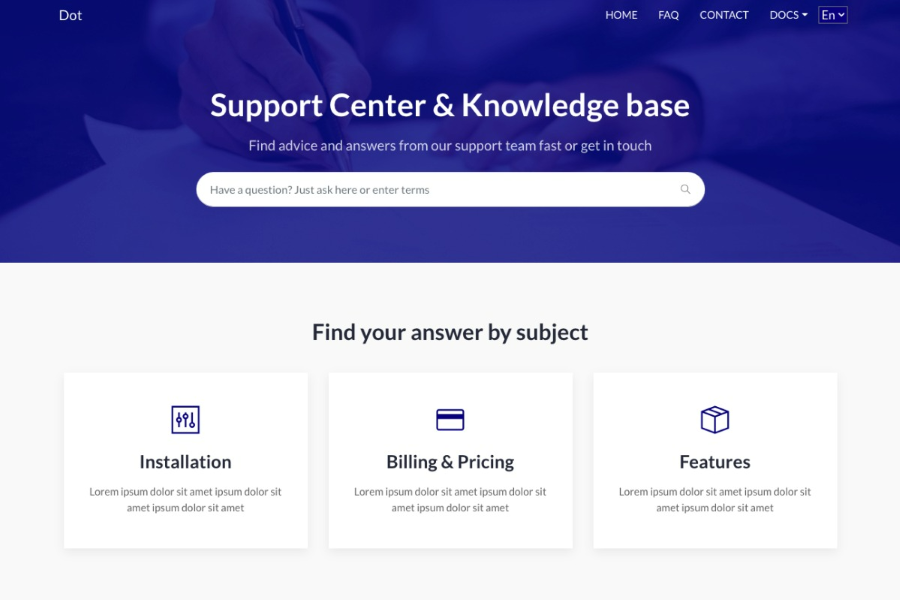 Dot
HOME FAQ CONTACT DOCS En
Support Center & Knowledge base
Find advice and answers from our support team fast or get in touch
Have a question? Just ask here or enter terms
Find your answer by subject
Installation
Lorem ipsum dolor sit amet ipsum dolor sit
amet ipsum dolor sit amet
Billing & Pricing
Lorem ipsum dolor sit amet ipsum dolor sit
amet ipsum dolor sit amet
Features
Lorem ipsum dolor sit amet ipsum dolor sit
amet ipsum dolor sit amet